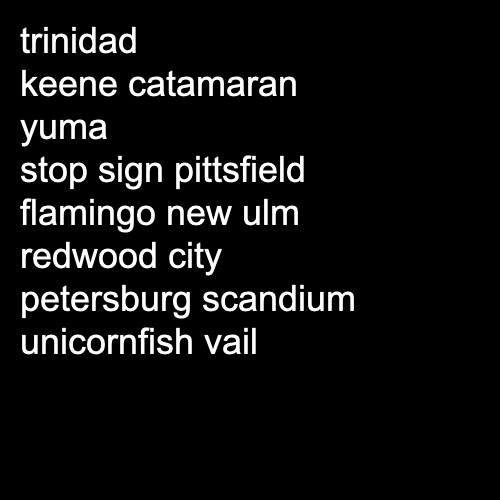 trinidad
keene catamaran
yuma
stop sign pittsfield
flamingo new ulm
redwood city
petersburg scandium
unicornfish vail